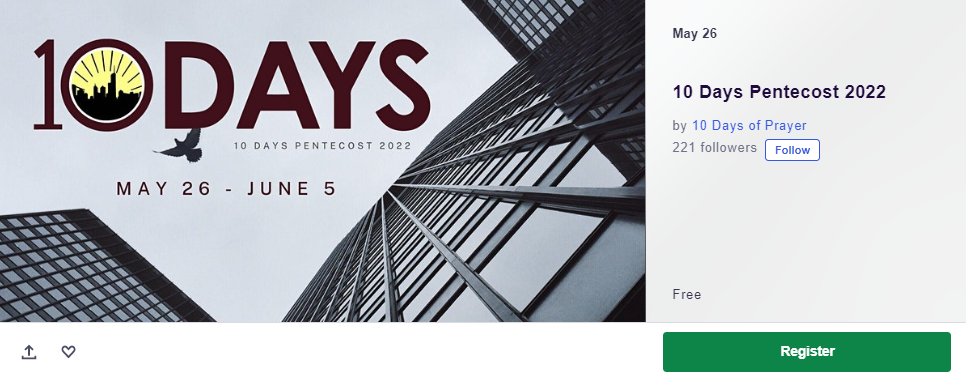 10DAYS
10 DAYS PENTECOST 2022
MAY 26 - JUNE 5
May 26
10 Days Pentecost 2022
by 10 Days of Prayer
221 followers Follow
Free
Register